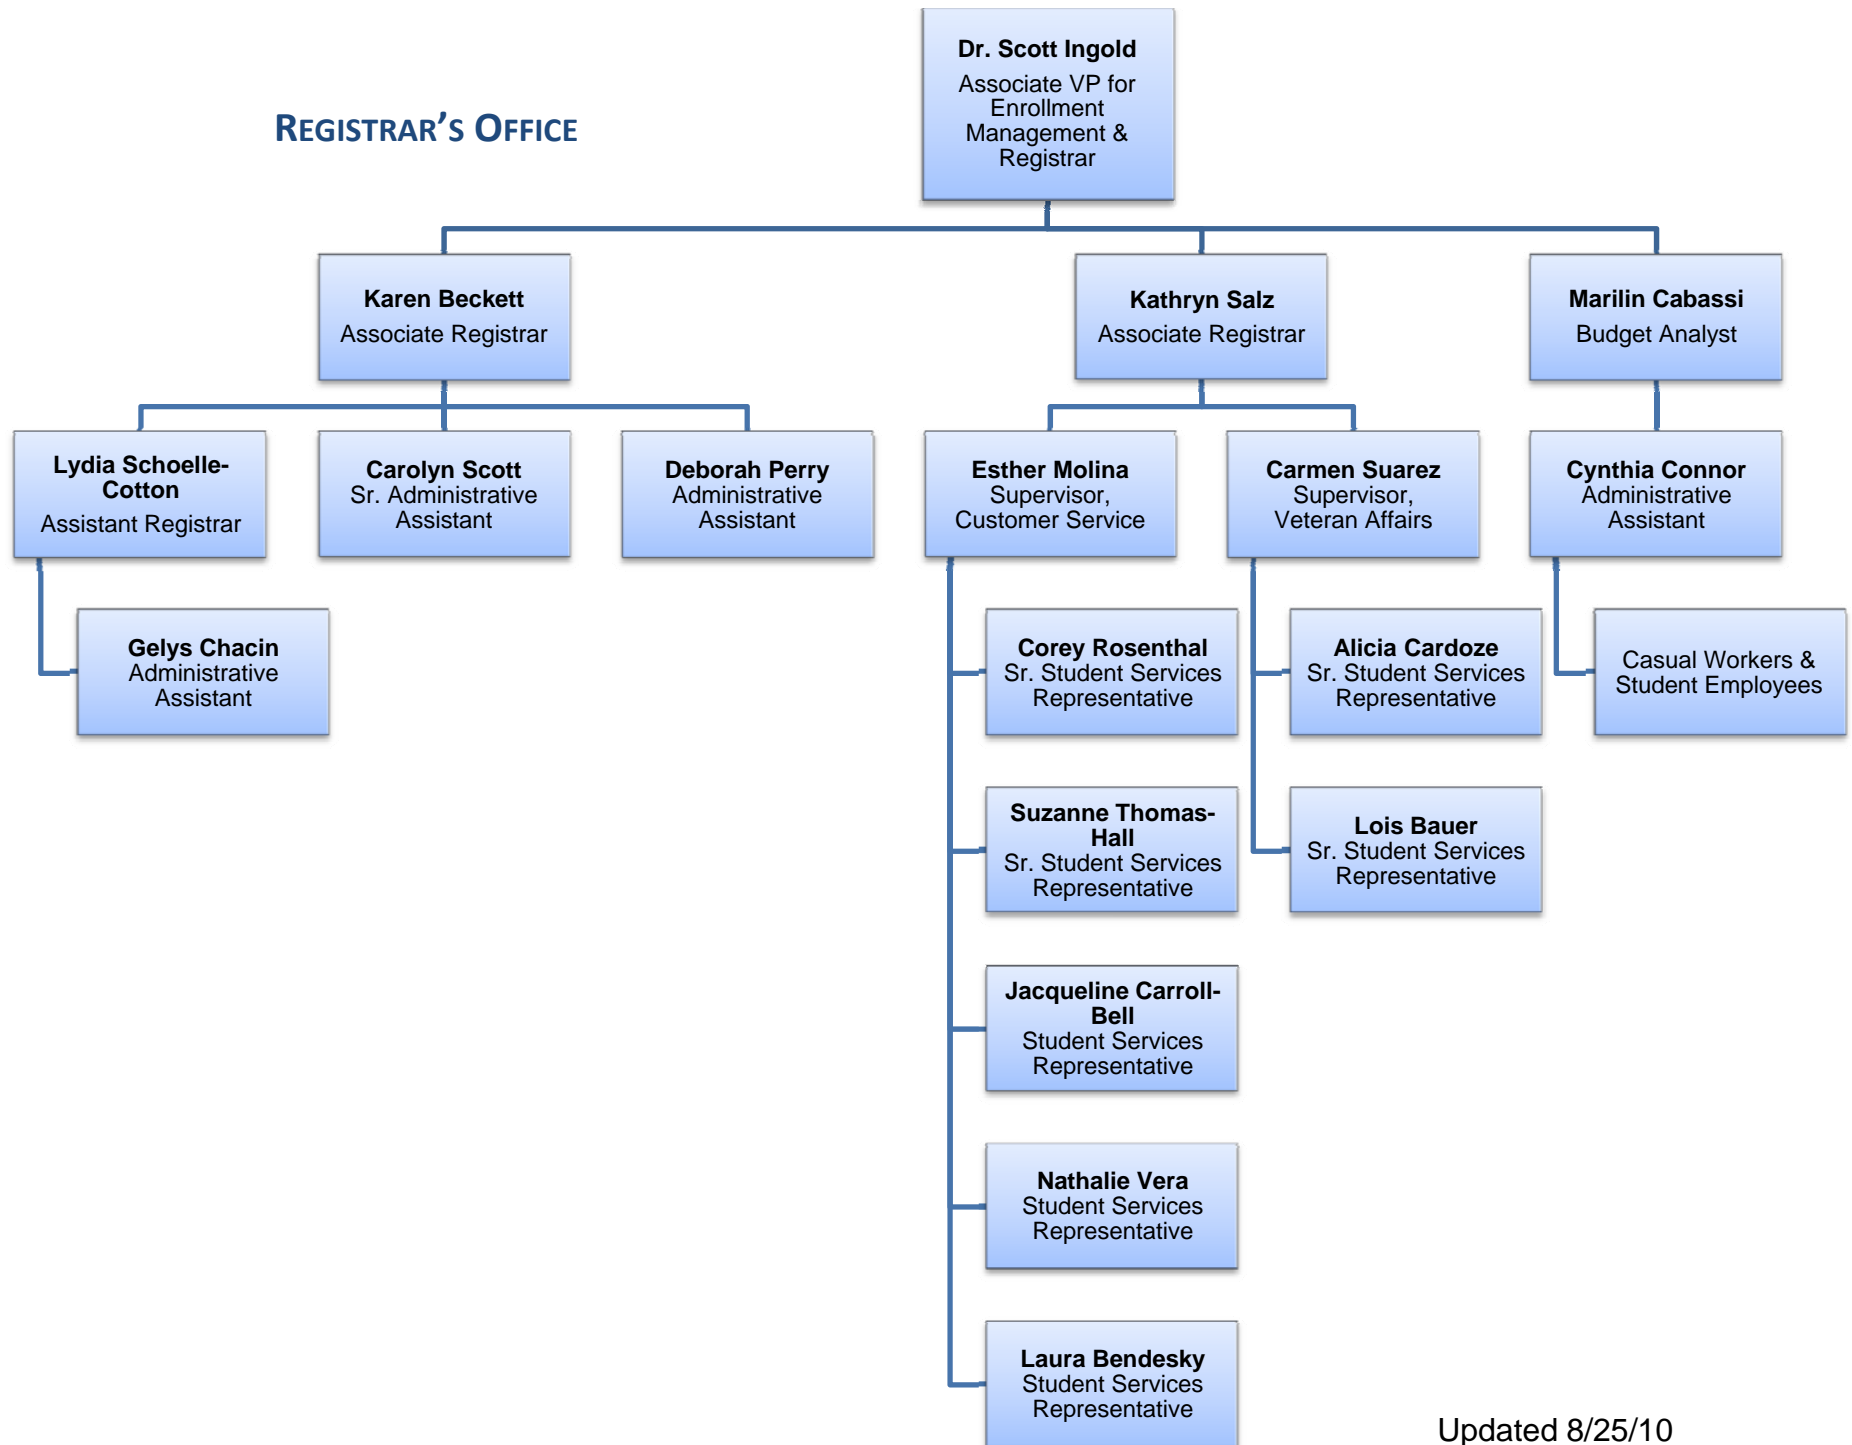 Dr. Scott Ingold
Associate VP for
Enrollment
Management &
Registrar
REGISTRAR'S OFFICE
Karen Beckett
Associate Registrar
Kathryn Salz
Associate Registrar
Marilin Cabassi
Budget Analyst
Lydia Schoelle-
Cotton
Assistant Registrar
Carolyn Scott
Sr. Administrative
Assistant
Deborah Perry
Administrative
Assistant
Esther Molina
Supervisor,
Customer Service
Carmen Suarez
Supervisor,
Veteran Affairs
Cynthia Connor
Administrative
Assistant
Gelys Chacin
Administrative
Assistant
Corey Rosenthal
Sr. Student Services
Representative
Alicia Cardoze
Sr. Student Services
Representative
Casual Workers &
Student Employees
Suzanne Thomas-
Hall
Sr. Student Services
Representative
Lois Bauer
Sr. Student Services
Representative
Jacqueline Carroll-
Bell
Student Services
Representative
Nathalie Vera
Student Services
Representative
Laura Bendesky
Student Services
Representative
Updated 8/25/10